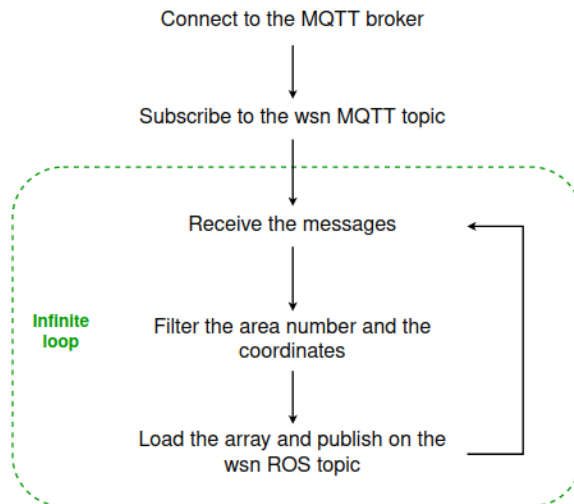 Connect to the MQTT broker
Subscribe to the wsn MQTT topic
Receive the messages
Infinite
loop
Filter the area number and the
coordinates
Load the array and publish on the
wsn ROS topic